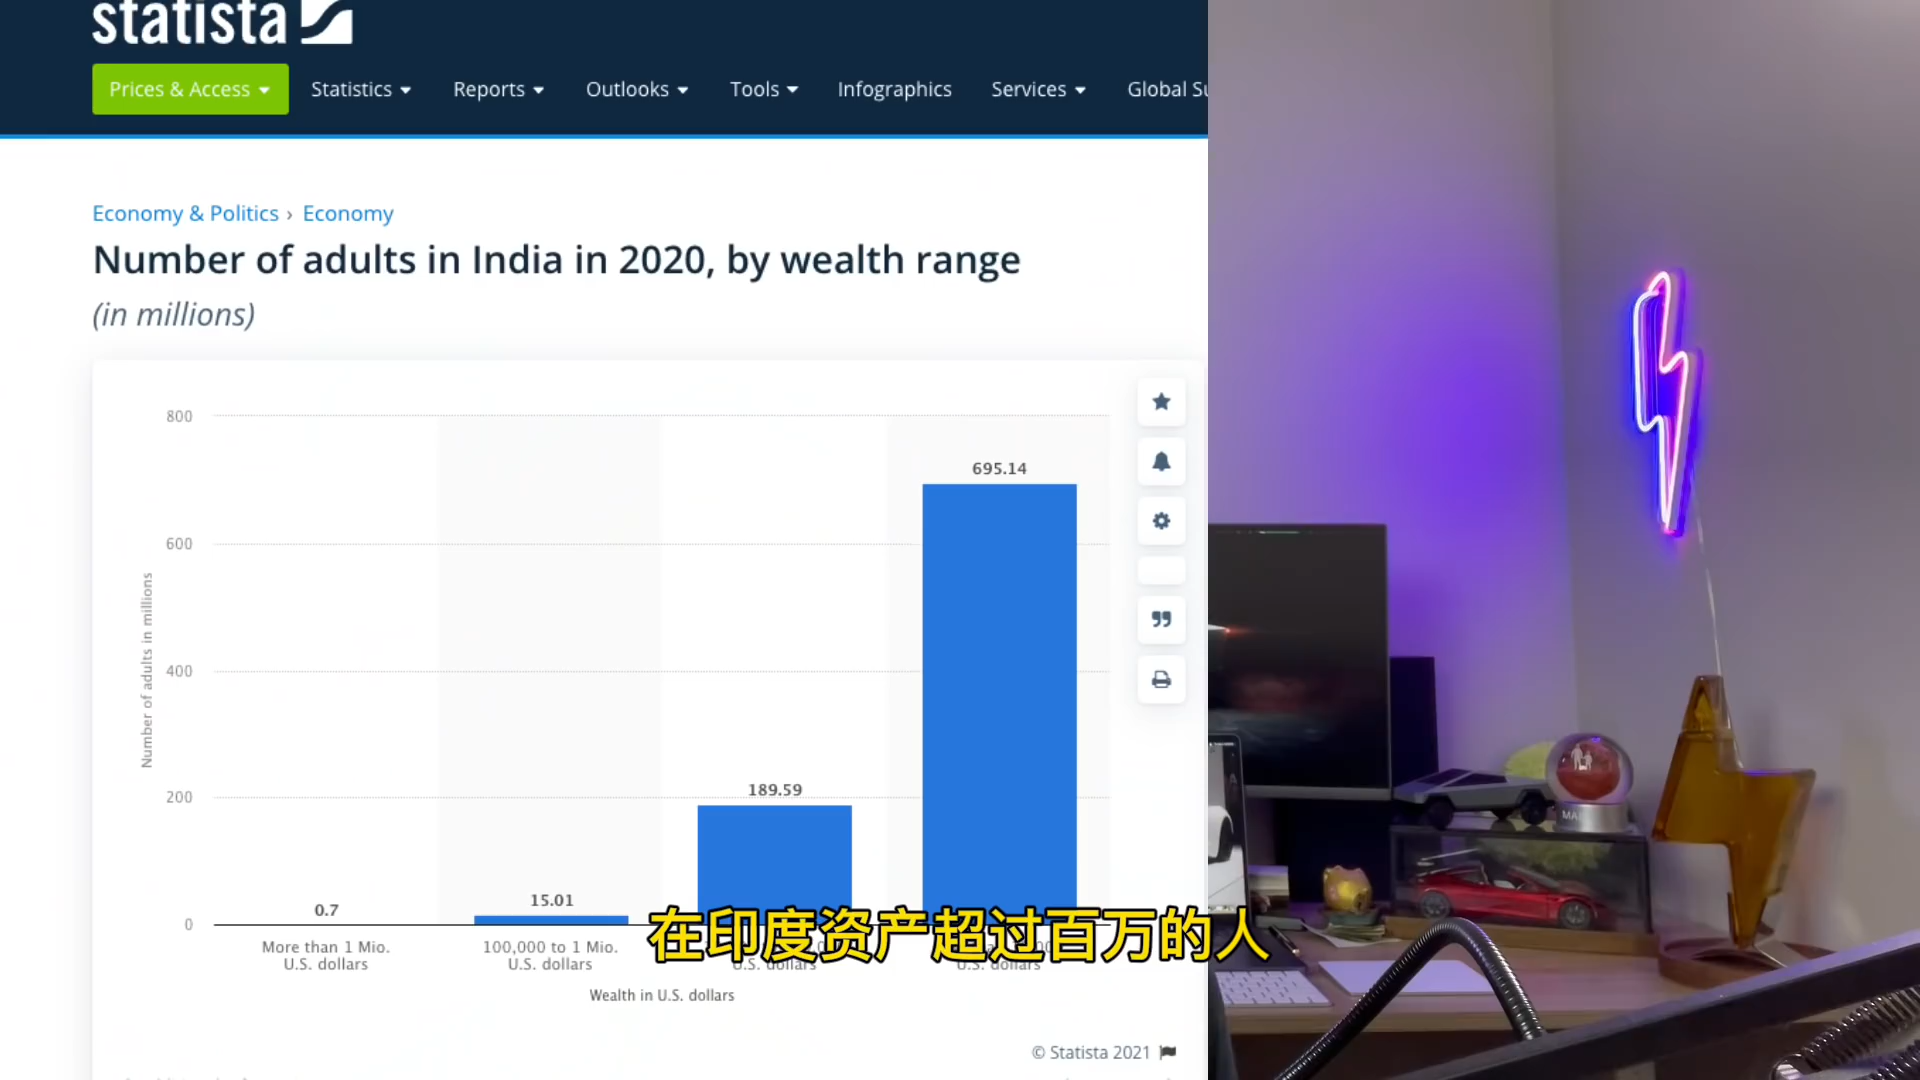 statista
Prices & Access
Statistics
Reports
Outlooks
Tools
Infographics
Services
Global
Economy & Politics › Economy
Number of adults in India in 2020, by wealth range
(in millions)
800
600
400
200
0
Number of adults in millions
0.7
15.01
189.59
695.14
More than 1 Mio.
U.S. dollars
100,000 to 1 Mio.
U.S. dollars
U.S. dollars
U.S. dollars
Wealth in U.S. dollars
© Statista 2021
在印度资产超过百万的人